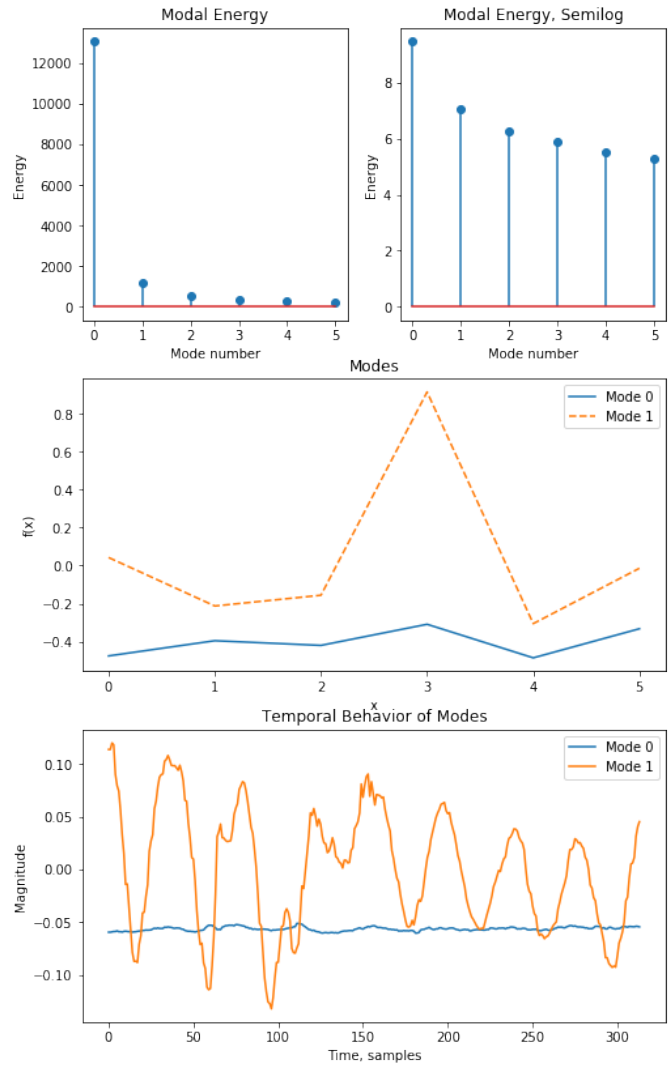 Modal Energy
Modal Energy, Semilog
12000
10000
8000
6000
4000
2000
0
Energy
0 1 2 3 4 5
Mode number
8
6
4
2
0
Energy
0 1 2 3 4 5
Mode number
Modes
0.8
0.6
0.4
0.2
0.0
−0.2
−0.4
f(x)
Mode 0
Mode 1
0 1 2 3 4 5
x
Temporal Behavior of Modes
0.10
0.05
0.00
−0.05
−0.10
Magnitude
Mode 0
Mode 1
0 50 100 150 200 250 300
Time, samples